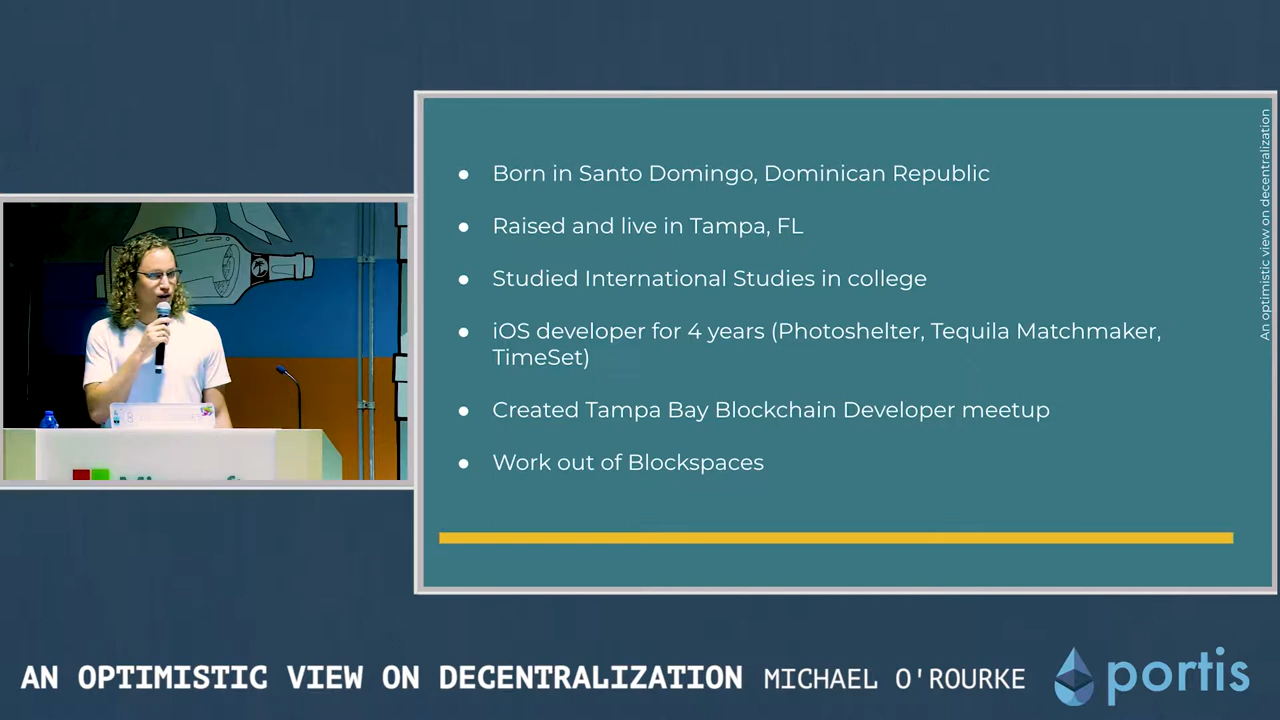 An optimistic view on decentralization
● Born in Santo Domingo, Dominican Republic
● Raised and live in Tampa, FL
● Studied International Studies in college
● iOS developer for 4 years (Photoshelter, Tequila Matchmaker,
TimeSet)
● Created Tampa Bay Blockchain Developer meetup
● Work out of Blockspaces
AN OPTIMISTIC VIEW ON DECENTRALIZATION MICHAEL O'ROURKE
portis